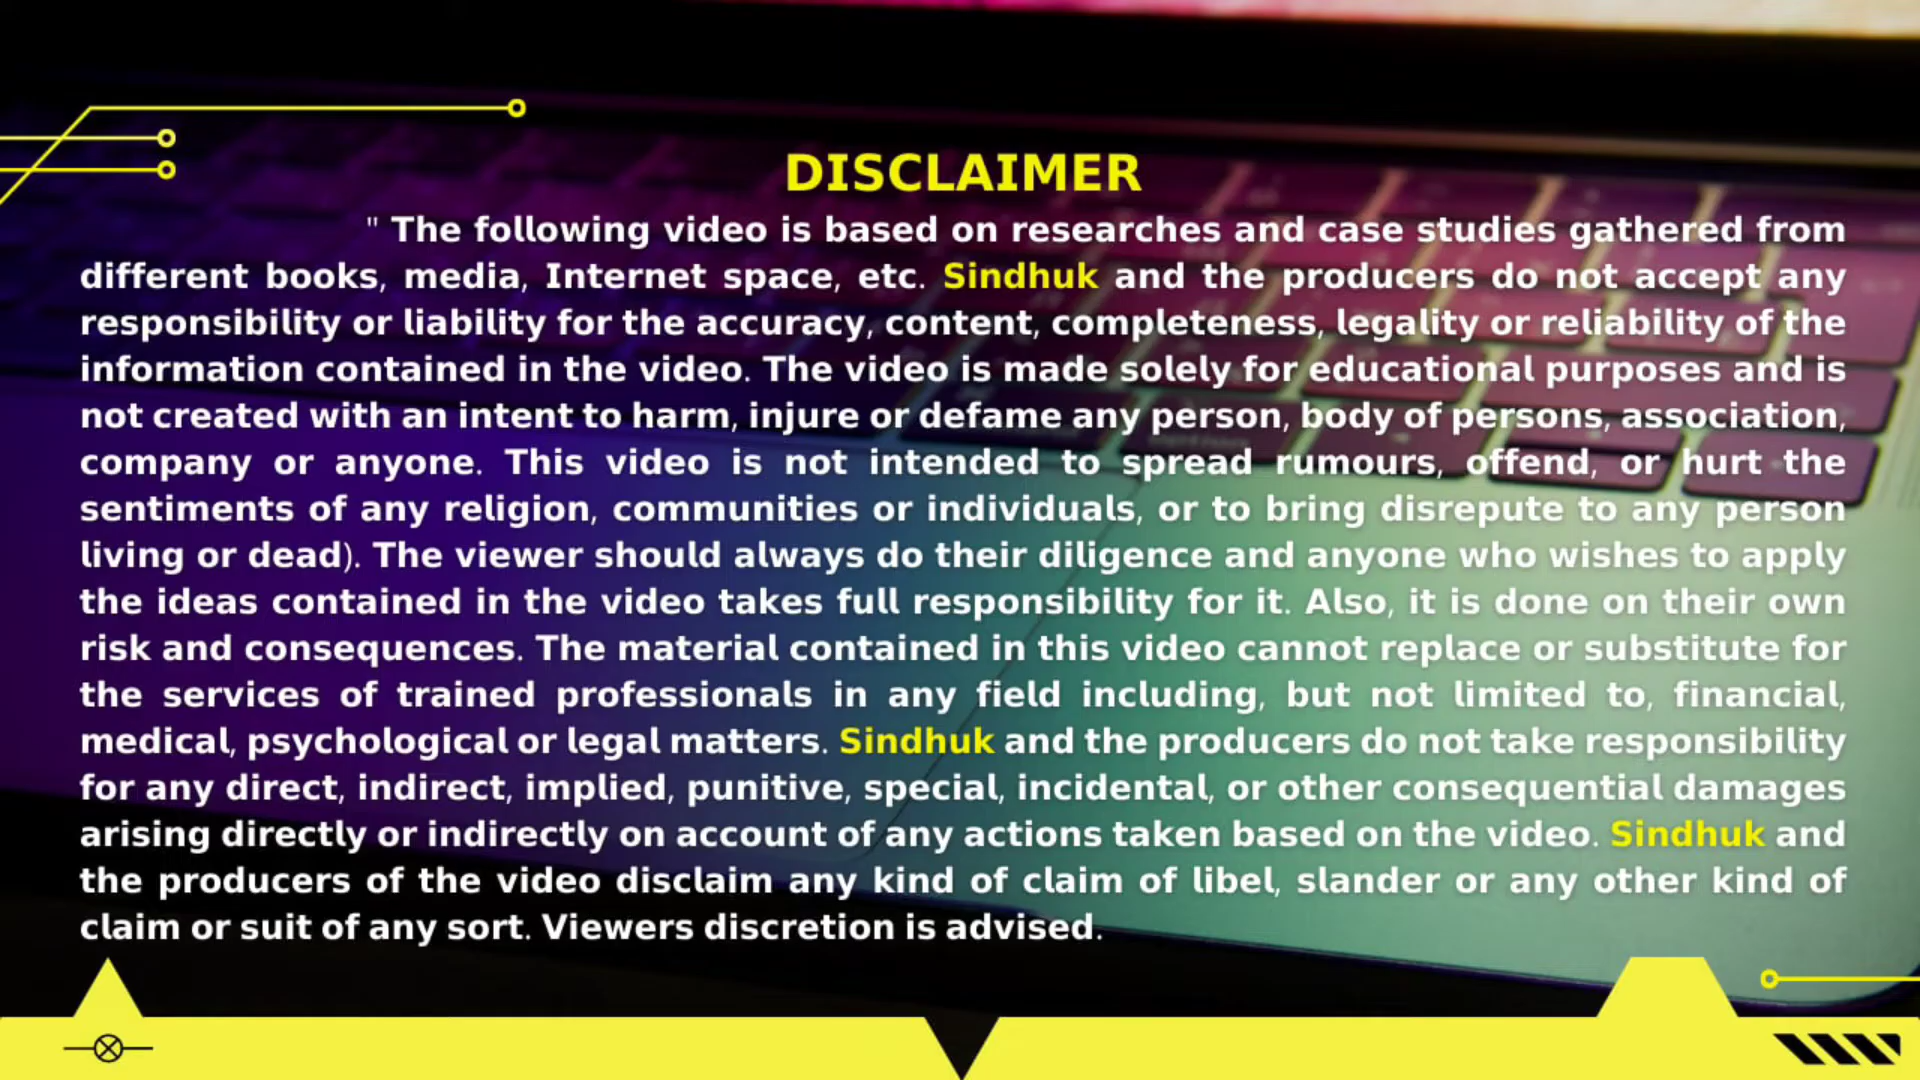 DISCLAIMER
" The following video is based on researches and case studies gathered from
different books, media, Internet space, etc. Sindhuk and the producers do not accept any
responsibility or liability for the accuracy, content, completeness, legality or reliability of the
information contained in the video. The video is made solely for educational purposes and is
not created with an intent to harm, injure or defame any person, body of persons, association,
company or anyone. This video is not intended to spread rumours, offend, or hurt the
sentiments of any religion, communities or individuals, or to bring disrepute to any person
living or dead). The viewer should always do their diligence and anyone who wishes to apply
the ideas contained in the video takes full responsibility for it. Also, it is done on their own
risk and consequences. The material contained in this video cannot replace or substitute for
the services of trained professionals in any field including, but not limited to, financial,
medical, psychological or legal matters. Sindhuk and the producers do not take responsibility
for any direct, indirect, implied, punitive, special, incidental, or other consequential damages
arising directly or indirectly on account of any actions taken based on the video. Sindhuk and
the producers of the video disclaim any kind of claim of libel, slander or any other kind of
claim or suit of any sort. Viewers discretion is advised.